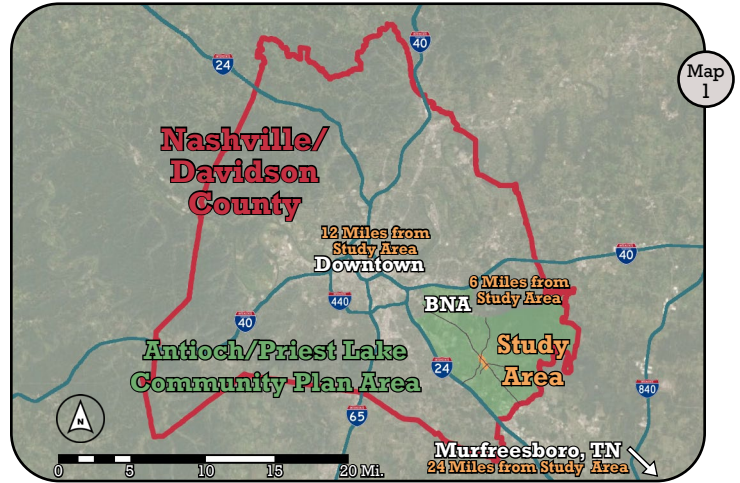 Map
1
24
40
Nashville/
Davidson
County
12 Miles from
Study Area
Downtown
40
6 Miles from
Study Area
BNA
440
40
Antioch/Priest Lake
Community Plan Area
Study
Area
24
840
65
N
Murfreesboro, TN
24 Miles from Study Area
0 5 10 15 20 Mi.